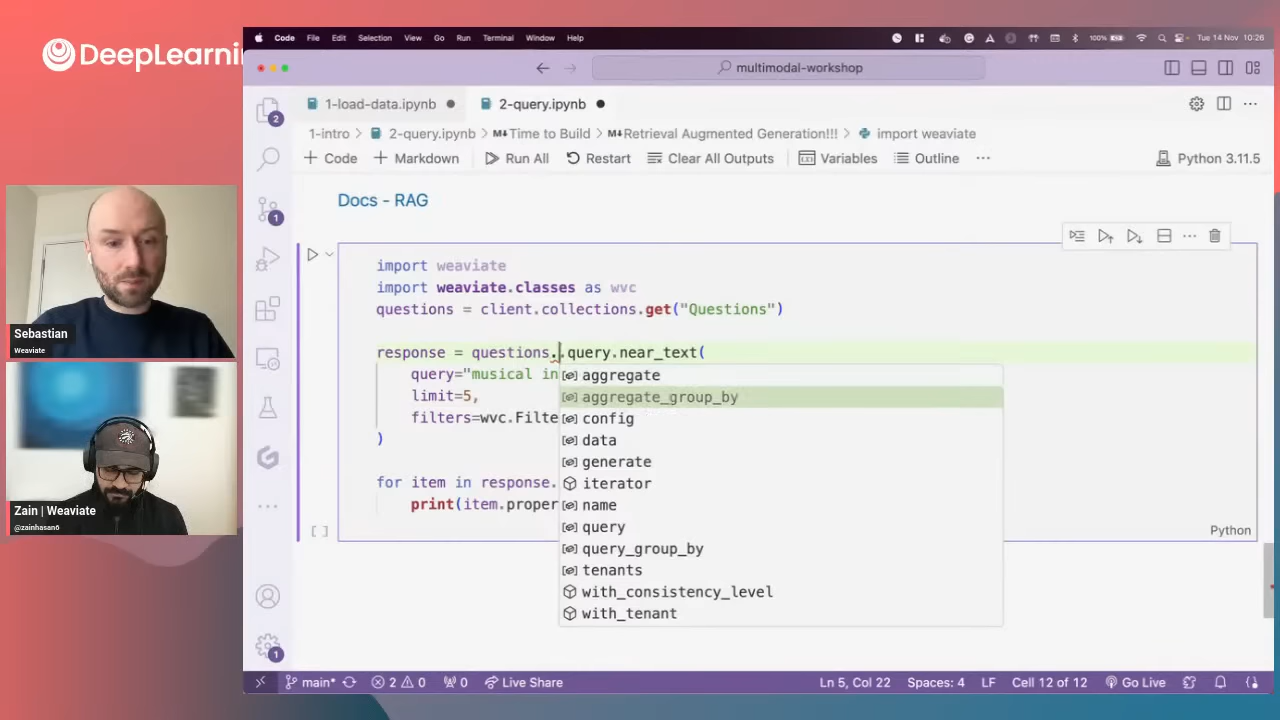 DeepLearni
Code File Edit Selection View Go Run Terminal Window Help
100% Tue 14 Nov 10:26
multimodal-workshop
1-load-data.ipynb
2-query.ipynb
1-intro > 2-query.ipynb > M↓Time to Build > M↓Retrieval Augmented Generation!!! > import weaviate
+ Code + Markdown Run All Restart Clear All Outputs Variables Outline ... Python 3.11.5
Docs - RAG
import weaviate
import weaviate.classes as wvc
questions = client.collections.get("Questions")
response = questions..query.near_text(
query="musical in
limit=5,
filters=wvc.Filte
)
for item in response.
print(item.proper
aggregate
aggregate_group_by
config
data
generate
iterator
name
query
query_group_by
tenants
with_consistency_level
with_tenant
[ ]
Python
2
1
1
Sebastian
Weaviate
Zain | Weaviate
@zainhasan6
main* 2 0 0 Live Share Ln 5, Col 22 Spaces: 4 LF Cell 12 of 12 Go Live